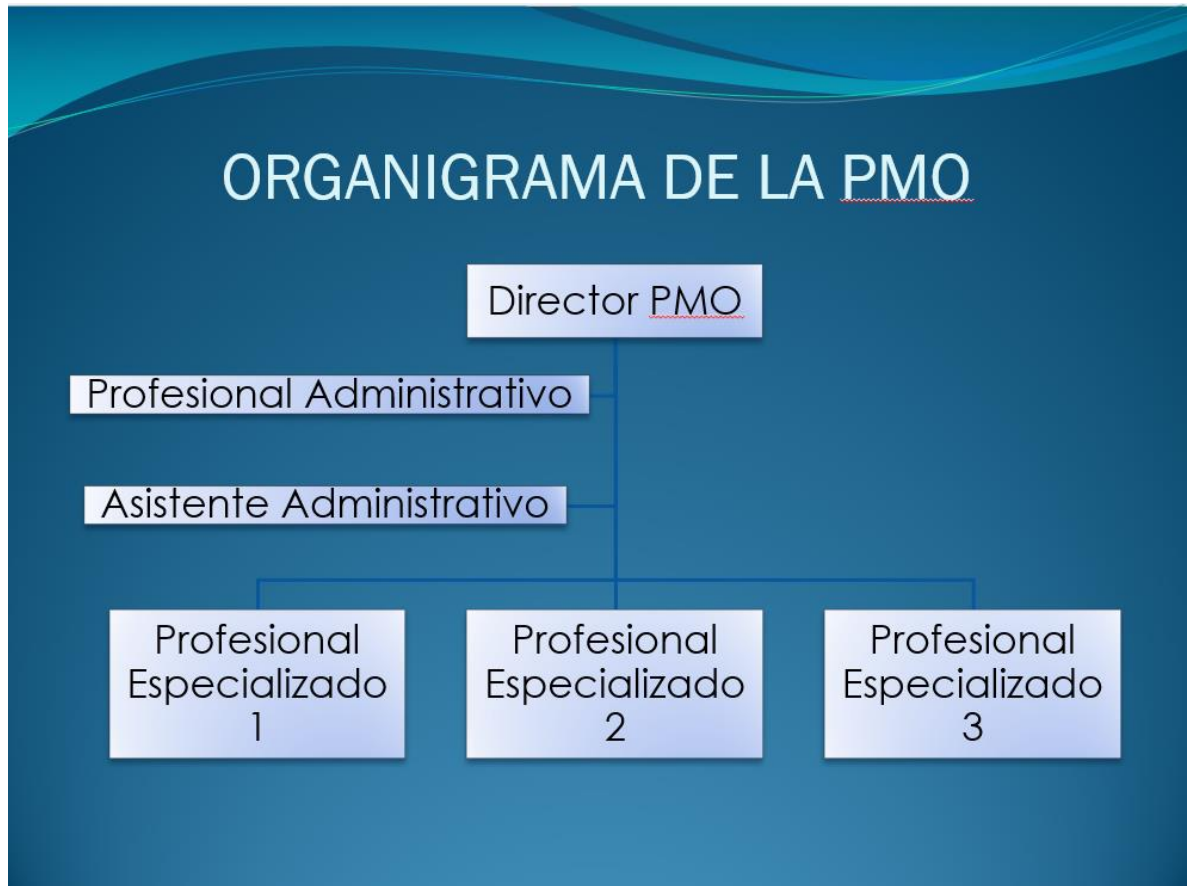 ORGANIGRAMA DE LA PMO
Director PMO
Profesional Administrativo
Asistente Administrativo
Profesional
Especializado
1
Profesional
Especializado
2
Profesional
Especializado
3